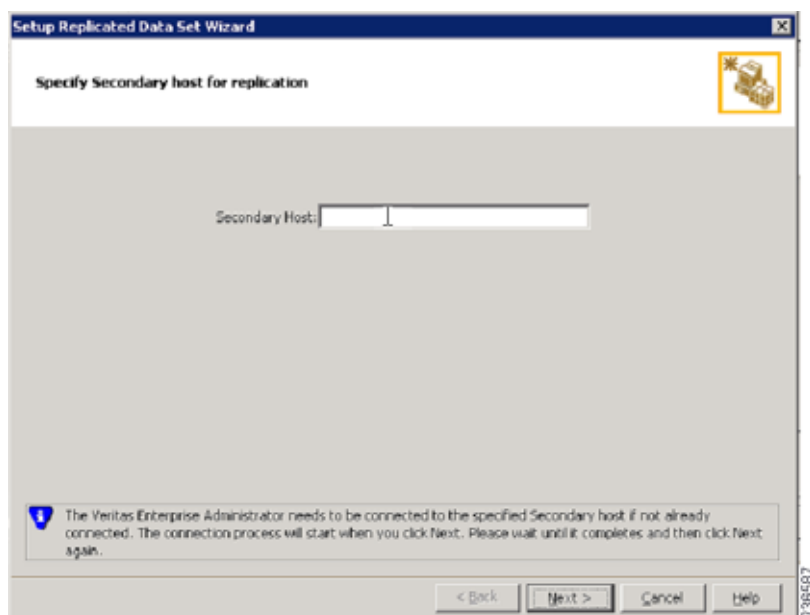 Setup Replicated Data Set Wizard
Specify Secondary host for replication
Secondary Host:
The Veritas Enterprise Administrator needs to be connected to the specified Secondary host if not already
connected. The connection process will start when you click Next. Please wait until it completes and then click Next
again.
< Back
Next >
Cancel
Help